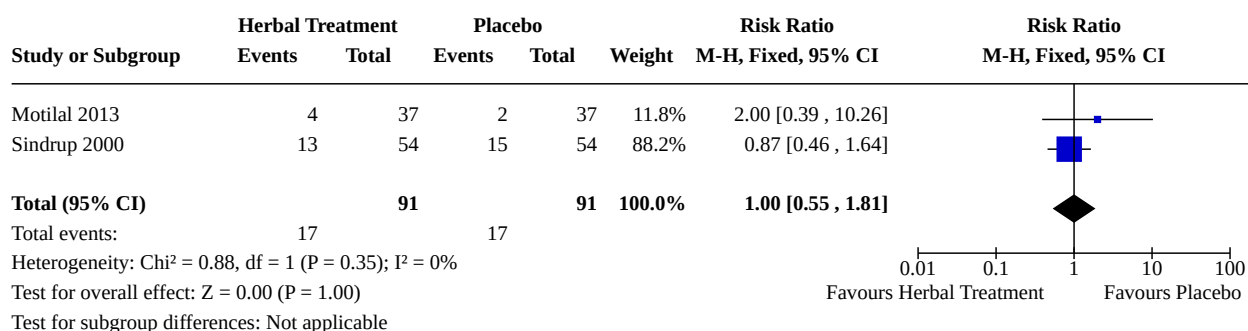 Herbal Treatment Placebo Risk Ratio Risk Ratio
Study or Subgroup Events Total Events Total Weight M-H, Fixed, 95% CI M-H, Fixed, 95% CI
Motilal 2013 4 37 2 37 11.8% 2.00 [0.39 , 10.26]
Sindrup 2000 13 54 15 54 88.2% 0.87 [0.46 , 1.64]
Total (95% CI) 91 91 100.0% 1.00 [0.55 , 1.81]
Total events: 17 17
Heterogeneity: Chi² = 0.88, df = 1 (P = 0.35); I² = 0%
0.01 0.1 1 10 100
Test for overall effect: Z = 0.00 (P = 1.00)
Favours Herbal Treatment Favours Placebo
Test for subgroup differences: Not applicable